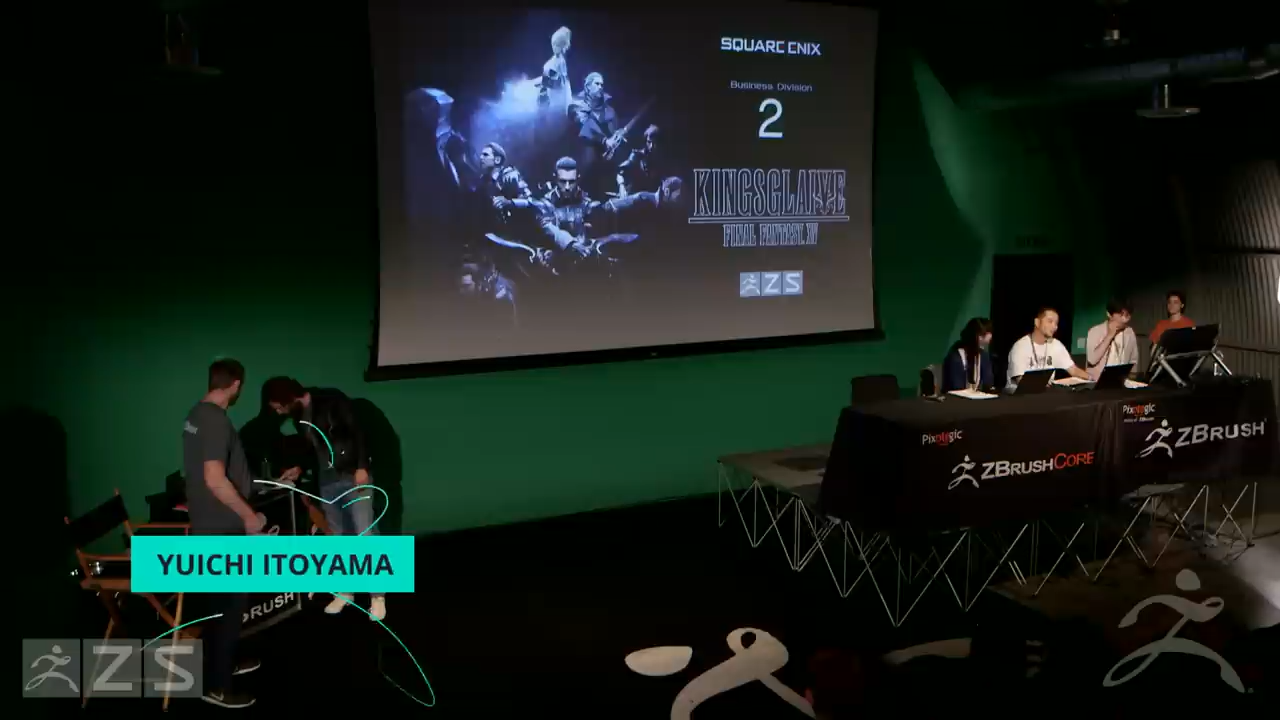 SQUARE ENIX
Business Division
2
KINGSGLAIVE
FINAL FANTASY XV
ZS
Pixologic
ZBRUSHCORE
Pixologic
ZBRUSH
YUICHI ITOYAMA
RUSH
ZS